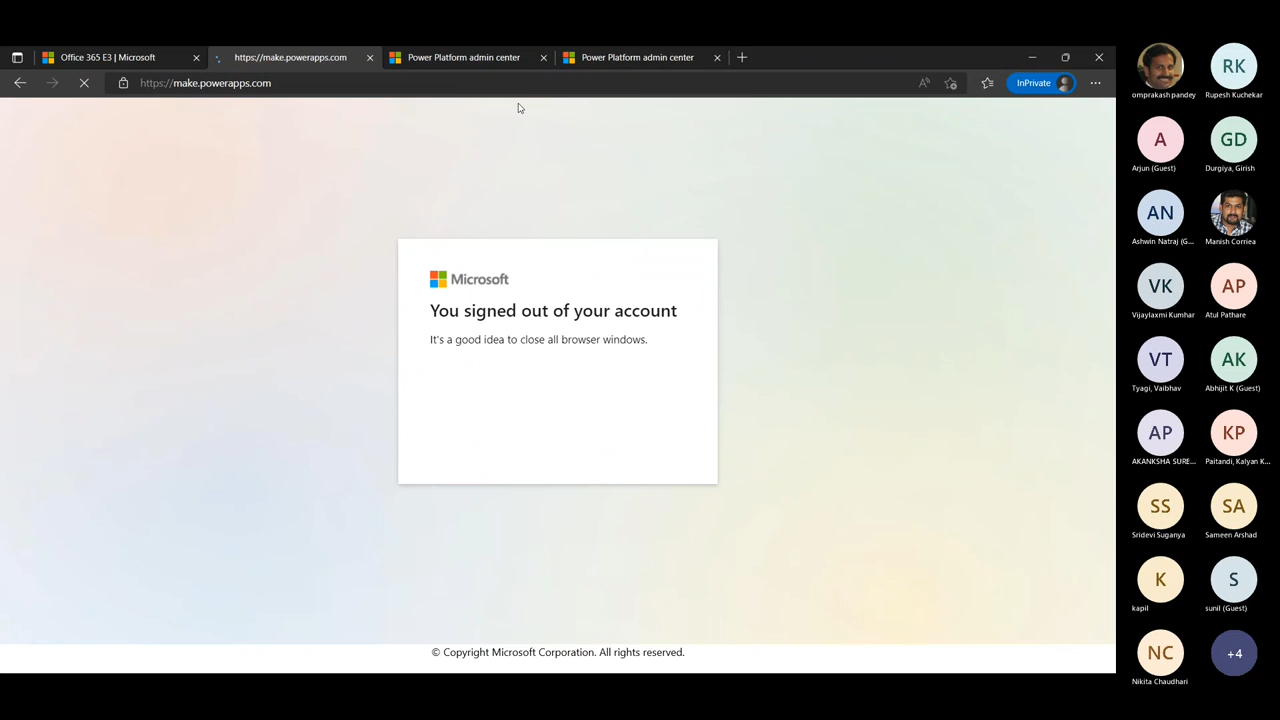 Office 365 E3 | Microsoft
https://make.powerapps.com
Power Platform admin center
Power Platform admin center
https://make.powerapps.com
InPrivate
Microsoft
You signed out of your account
It's a good idea to close all browser windows.
© Copyright Microsoft Corporation. All rights reserved.
omprakash pandey
RK
Rupesh Kuchekar
A
Arjun (Guest)
GD
Durgiya, Girish
AN
Ashwin Natraj (G...
Manish Corriea
VK
Vijaylaxmi Kumhar
AP
Atul Pathare
VT
Tyagi, Vaibhav
AK
Abhijit K (Guest)
AP
AKANKSHA SURE...
KP
Paitandi, Kalyan K...
SS
Sridevi Suganya
SA
Sameen Arshad
K
kapil
S
sunil (Guest)
NC
Nikita Chaudhari
+4